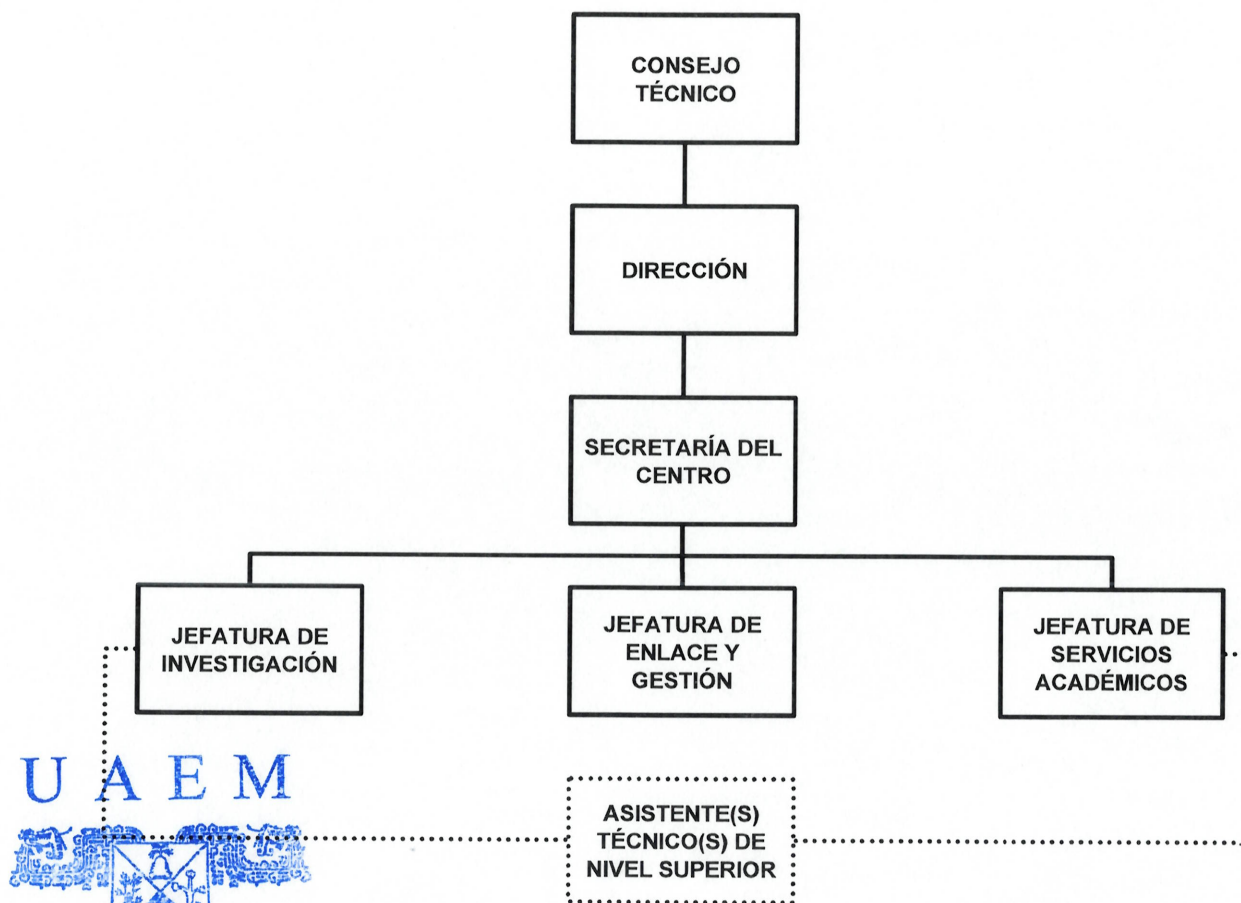 CONSEJO
TÉCNICO
DIRECCIÓN
SECRETARÍA DEL
CENTRO
JEFATURA DE
INVESTIGACIÓN
JEFATURA DE
ENLACE Y
GESTIÓN
JEFATURA DE
SERVICIOS
ACADÉMICOS
UAEM
ASISTENTE(S)
TÉCNICO(S) DE
NIVEL SUPERIOR